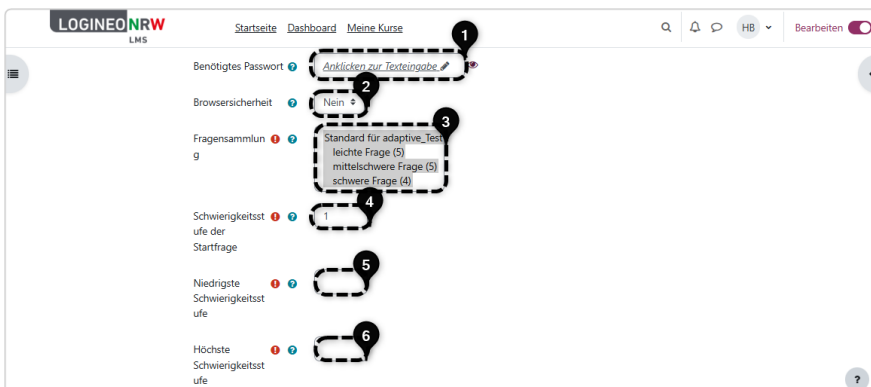 LOGINEO NRW
LMS
Startseite Dashboard Meine Kurse
HB
Bearbeiten
1
Benötigtes Passwort
Anklicken zur Texteingabe
2
Browsersicherheit
Nein
3
Fragensammlun
g
Standard für adaptive_Test
leichte Frage (5)
mittelschwere Frage (5)
schwere Frage (4)
4
Schwierigkeitsst
ufe der
Startfrage
1
5
Niedrigste
Schwierigkeitsst
ufe
6
Höchste
Schwierigkeitsst
ufe
?